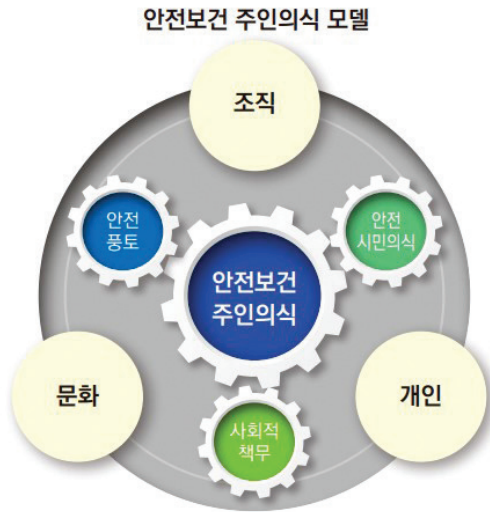 안전보건 주인의식 모델
조직
안전
풍토
안전
시민의식
안전보건
주인의식
문화
개인
사회적
책무